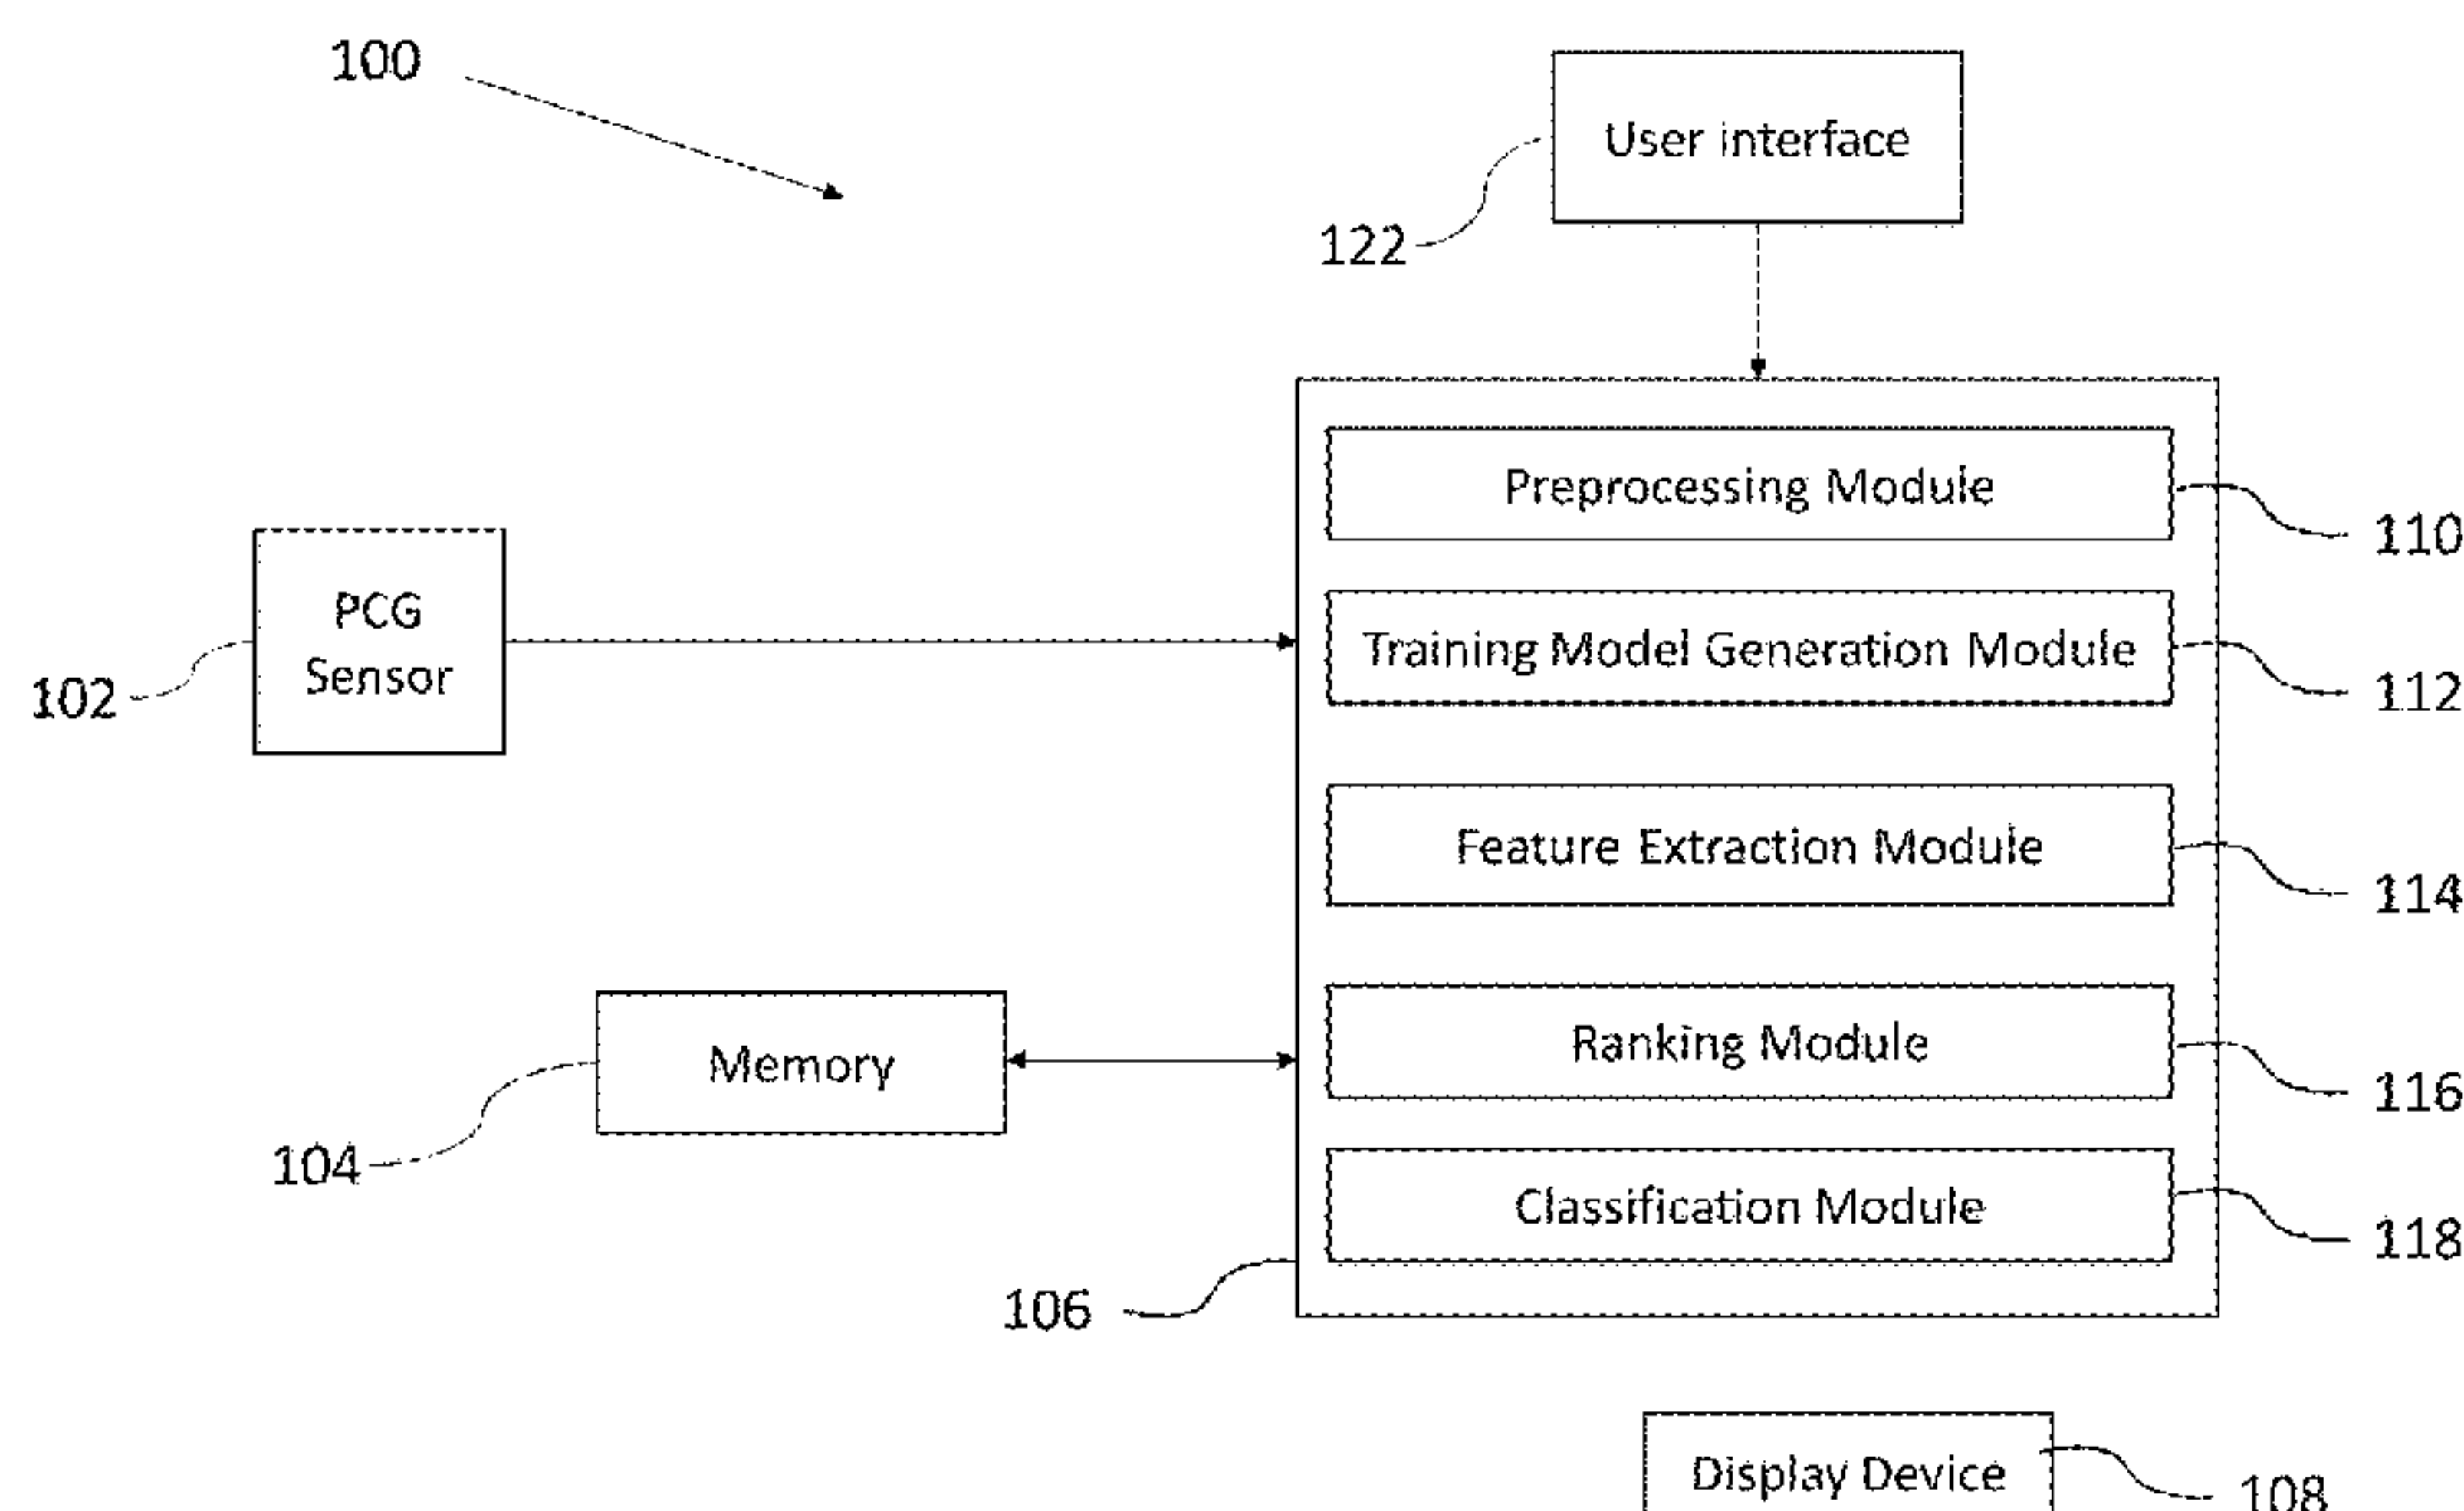 100
User interface
122
Preprocessing Module
110
PCG
Sensor
102
Training Model Generation Module
112
Feature Extraction Module
114
Memory
104
Ranking Module
116
Classification Module
118
106
Display Device
108